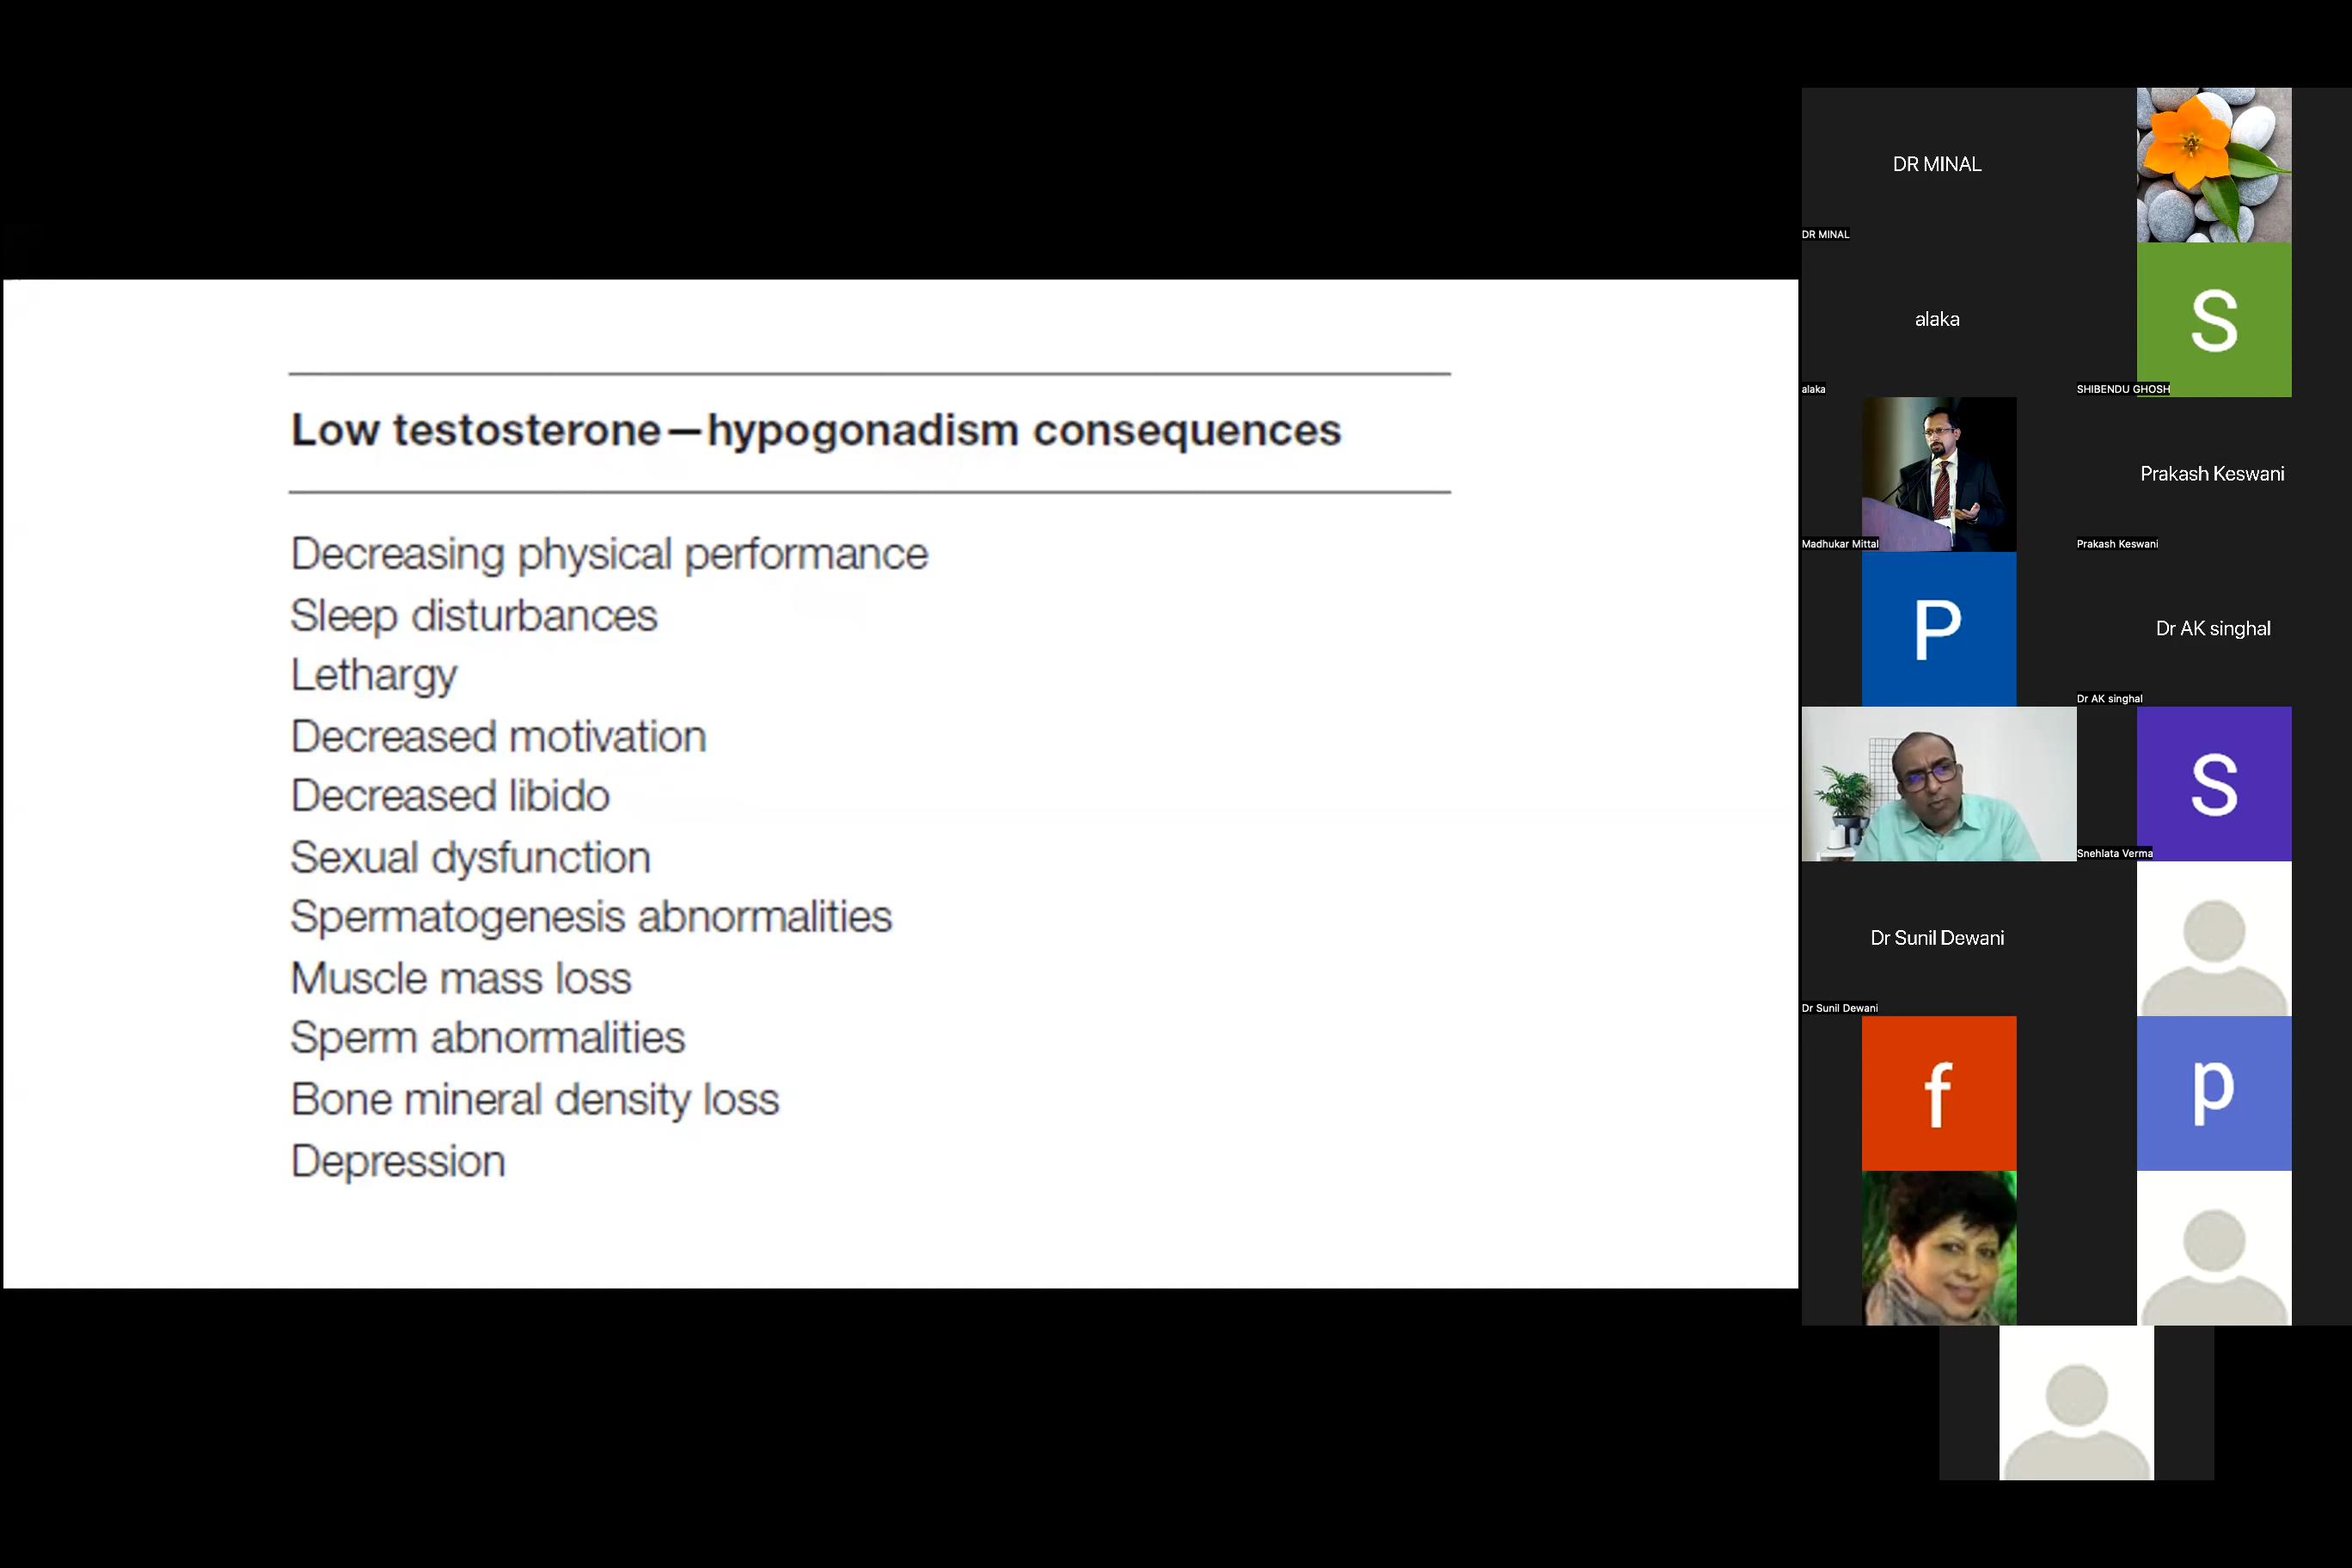 Low testosterone—hypogonadism consequences
Decreasing physical performance
Sleep disturbances
Lethargy
Decreased motivation
Decreased libido
Sexual dysfunction
Spermatogenesis abnormalities
Muscle mass loss
Sperm abnormalities
Bone mineral density loss
Depression
DR MINAL
DR MINAL
alaka
alaka
S
SHIBENDU GHOSH
Madhukar Mittal
Prakash Keswani
Prakash Keswani
P
Dr AK singhal
Dr AK singhal
S
Snehlata Verma
Dr Sunil Dewani
Dr Sunil Dewani
f
p